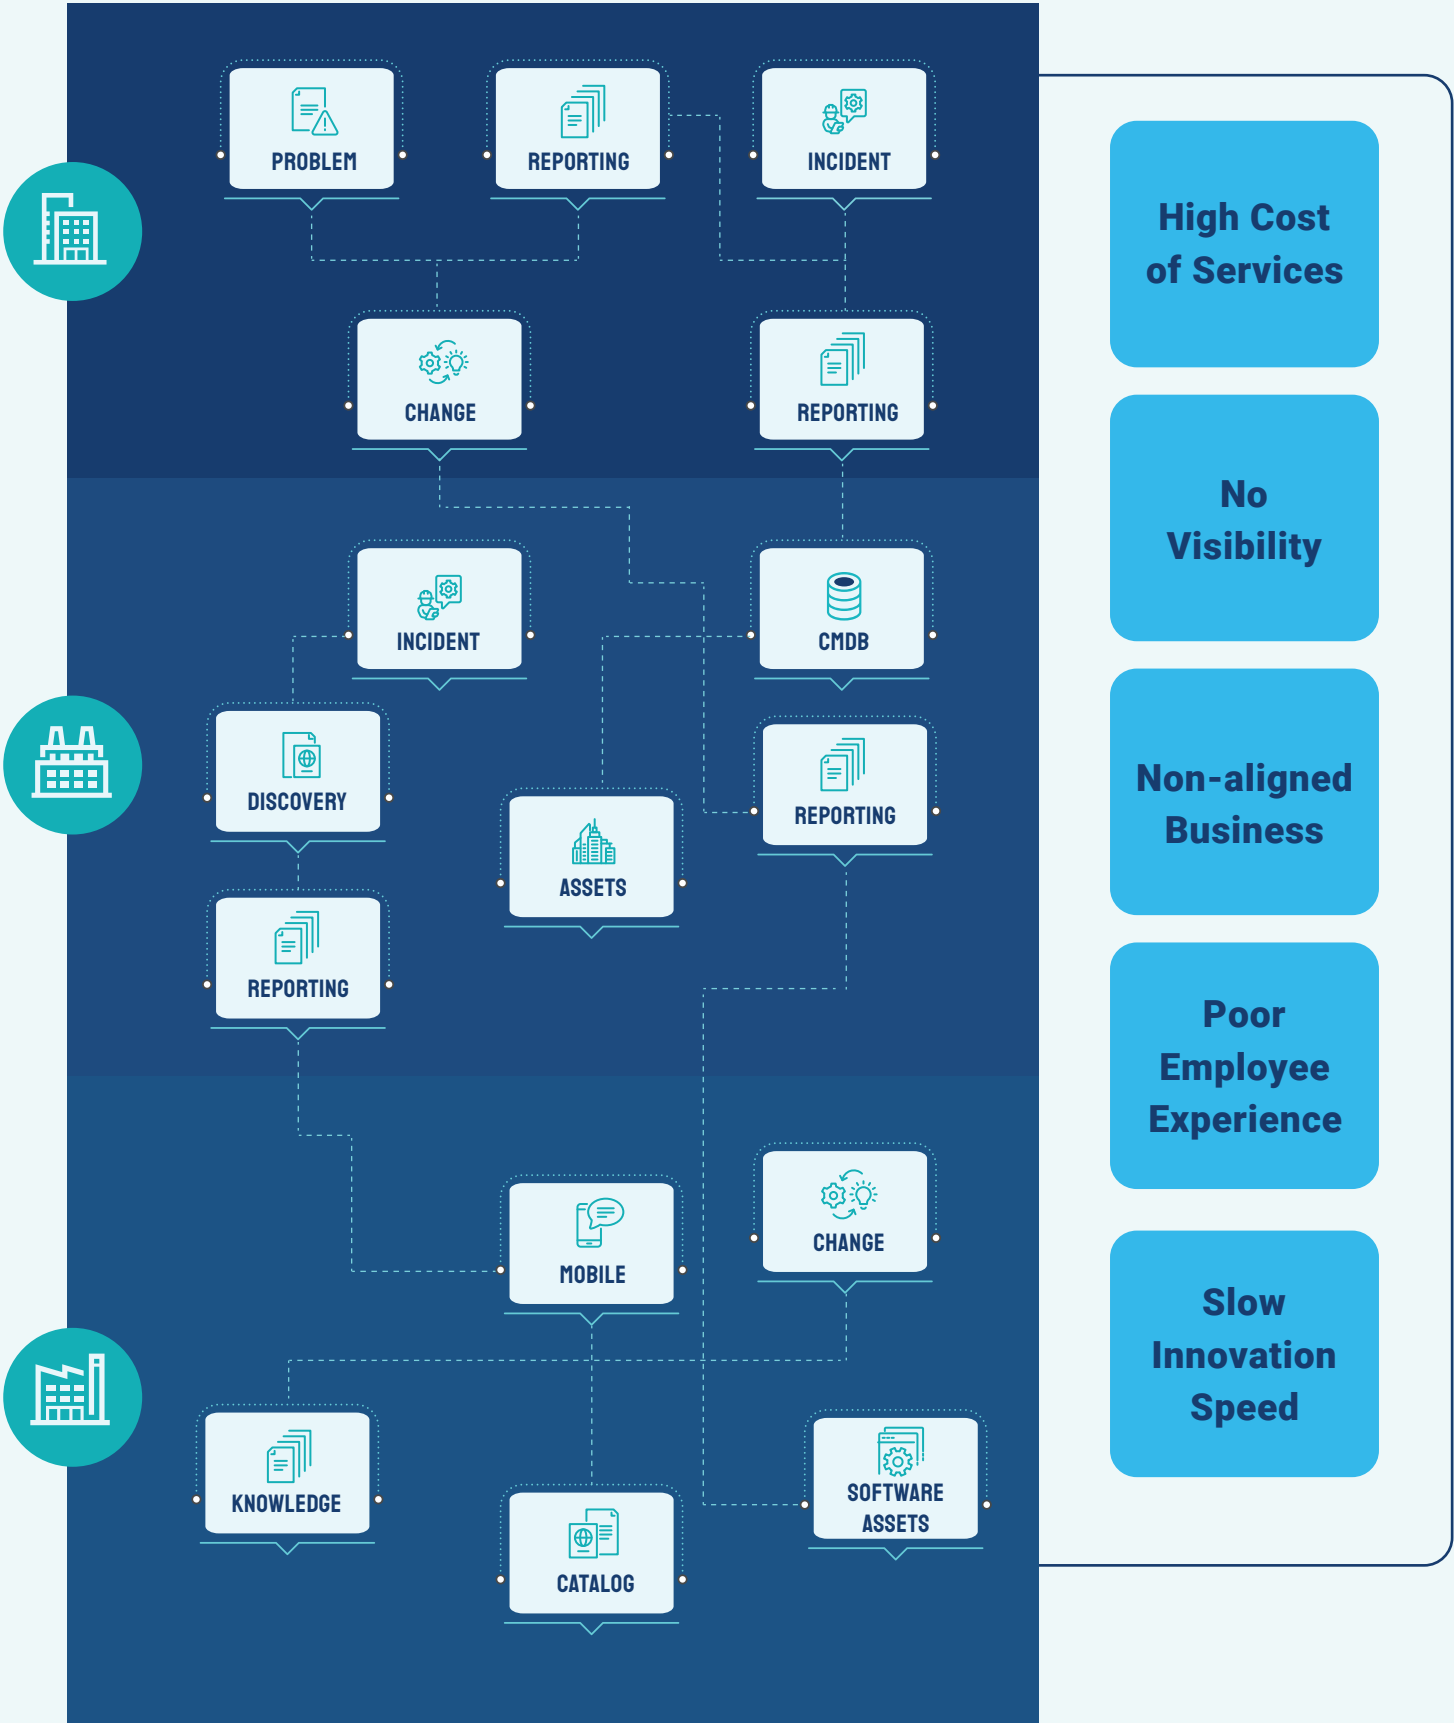 PROBLEM
REPORTING
INCIDENT
CHANGE
REPORTING
INCIDENT
CMDB
DISCOVERY
REPORTING
ASSETS
REPORTING
MOBILE
CHANGE
KNOWLEDGE
SOFTWARE
ASSETS
CATALOG
High Cost
of Services
No
Visibility
Non-aligned
Business
Poor
Employee
Experience
Slow
Innovation
Speed